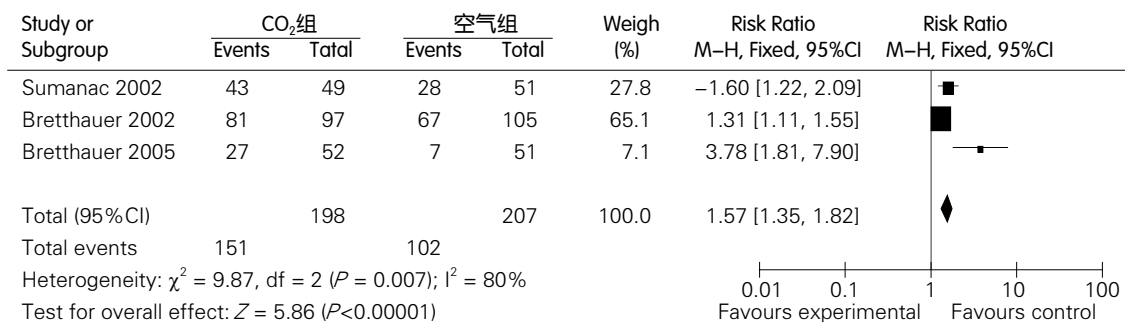 Study or CO₂组 空气组 Weigh Risk Ratio Risk Ratio
Subgroup Events Tatal Events Total (%) M–H, Fixed, 95%CI M–H, Fixed, 95%CI
Sumanac 2002 43 49 28 51 27.8 −1.60 [1.22, 2.09]
Bretthauer 2002 81 97 67 105 65.1 1.31 [1.11, 1.55]
Bretthauer 2005 27 52 7 51 7.1 3.78 [1.81, 7.90]
Total (95%CI) 198 207 100.0 1.57 [1.35, 1.82]
Total events 151 102
Heterogeneity: χ² = 9.87, df = 2 (P = 0.007); I² = 80%
Test for overall effect: Z = 5.86 (P<0.00001)
0.01 0.1 1 10 100
Favours experimental Favours control